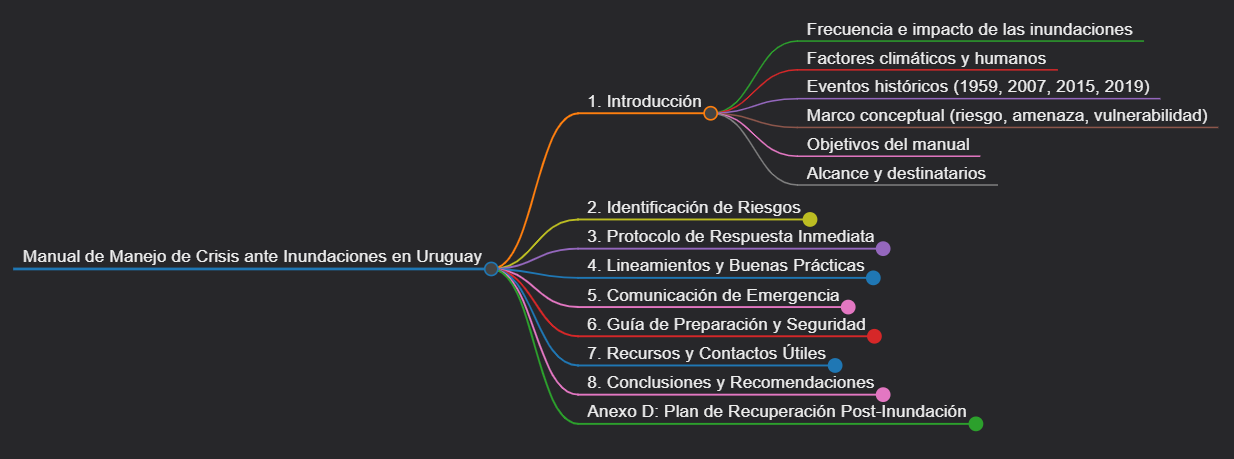 Manual de Manejo de Crisis ante Inundaciones en Uruguay
1. Introducción
Frecuencia e impacto de las inundaciones
Factores climáticos y humanos
Eventos históricos (1959, 2007, 2015, 2019)
Marco conceptual (riesgo, amenaza, vulnerabilidad)
Objetivos del manual
Alcance y destinatarios
2. Identificación de Riesgos
3. Protocolo de Respuesta Inmediata
4. Lineamientos y Buenas Prácticas
5. Comunicación de Emergencia
6. Guía de Preparación y Seguridad
7. Recursos y Contactos Útiles
8. Conclusiones y Recomendaciones
Anexo D: Plan de Recuperación Post-Inundación